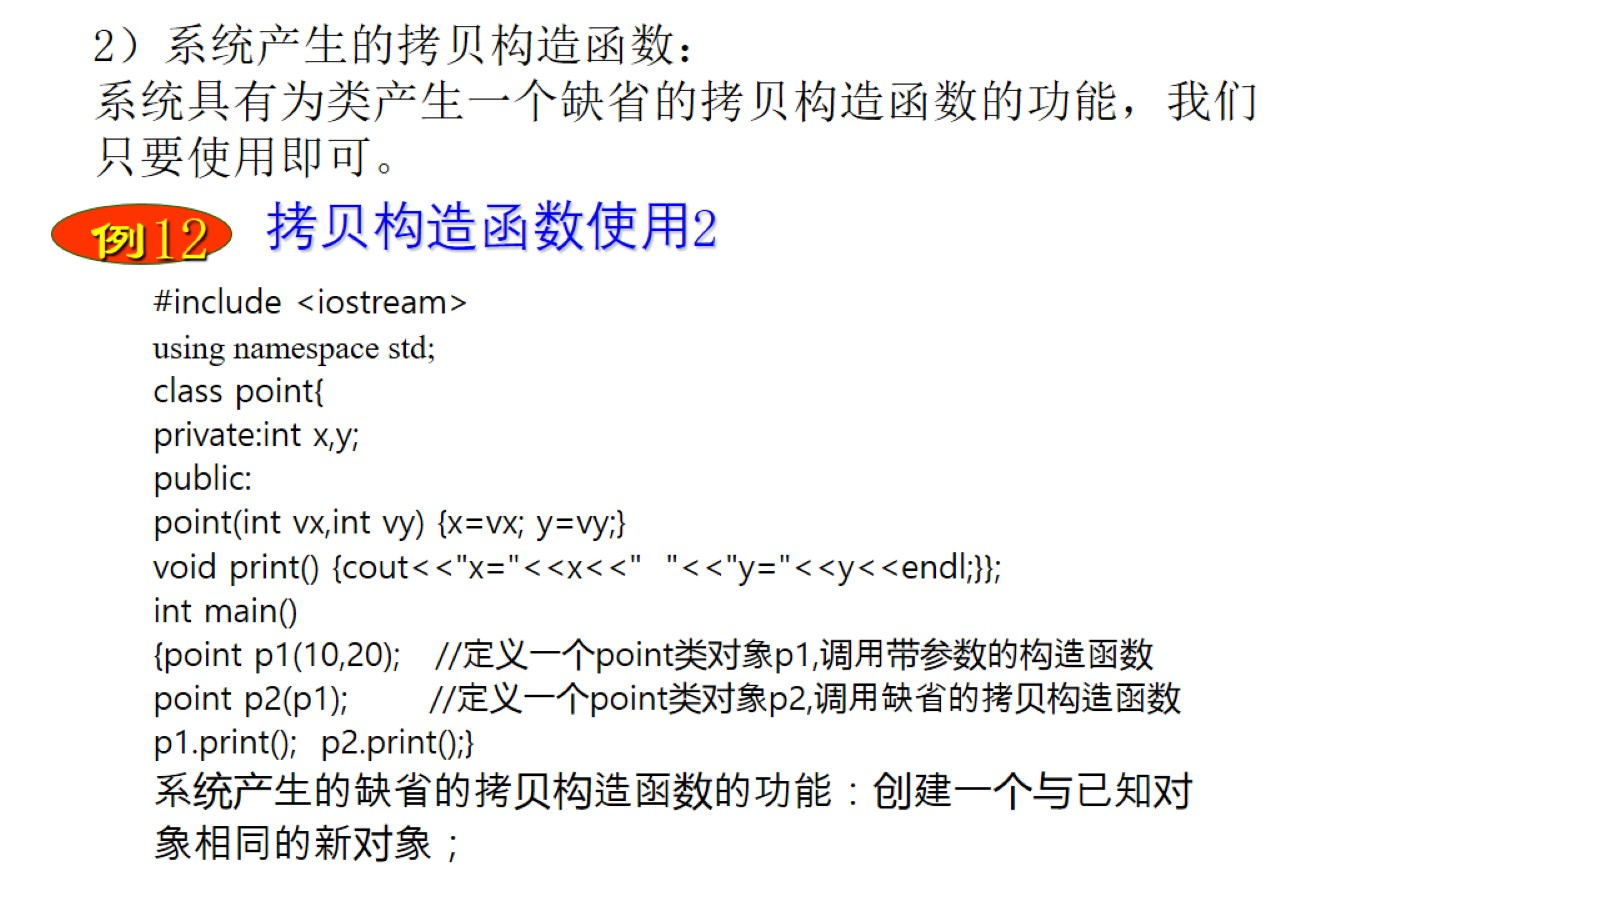 2）系统产生的拷贝构造函数：
系统具有为类产生一个缺省的拷贝构造函数的功能，我们
只要使用即可。
例12 拷贝构造函数使用2
#include <iostream>
using namespace std;
class point{
private:int x,y;
public:
point(int vx,int vy) {x=vx; y=vy;}
void print() {cout<<"x="<<x<<"  "<<"y="<<y<<endl;}};
int main()
{point p1(10,20);   //定义一个point类对象p1,调用带参数的构造函数
point p2(p1);       //定义一个point类对象p2,调用缺省的拷贝构造函数
p1.print();  p2.print();}
系统产生的缺省的拷贝构造函数的功能：创建一个与已知对
象相同的新对象；